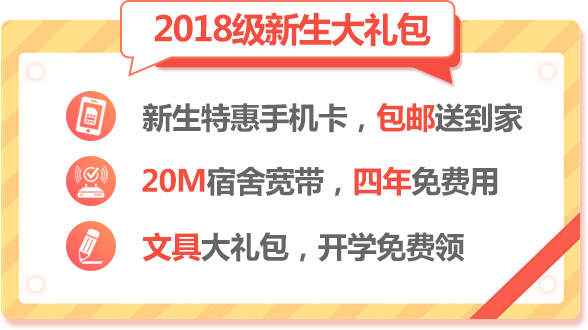 2018级新生大礼包
新生特惠手机卡，包邮送到家
20M宿舍宽带，四年免费用
文具大礼包，开学免费领